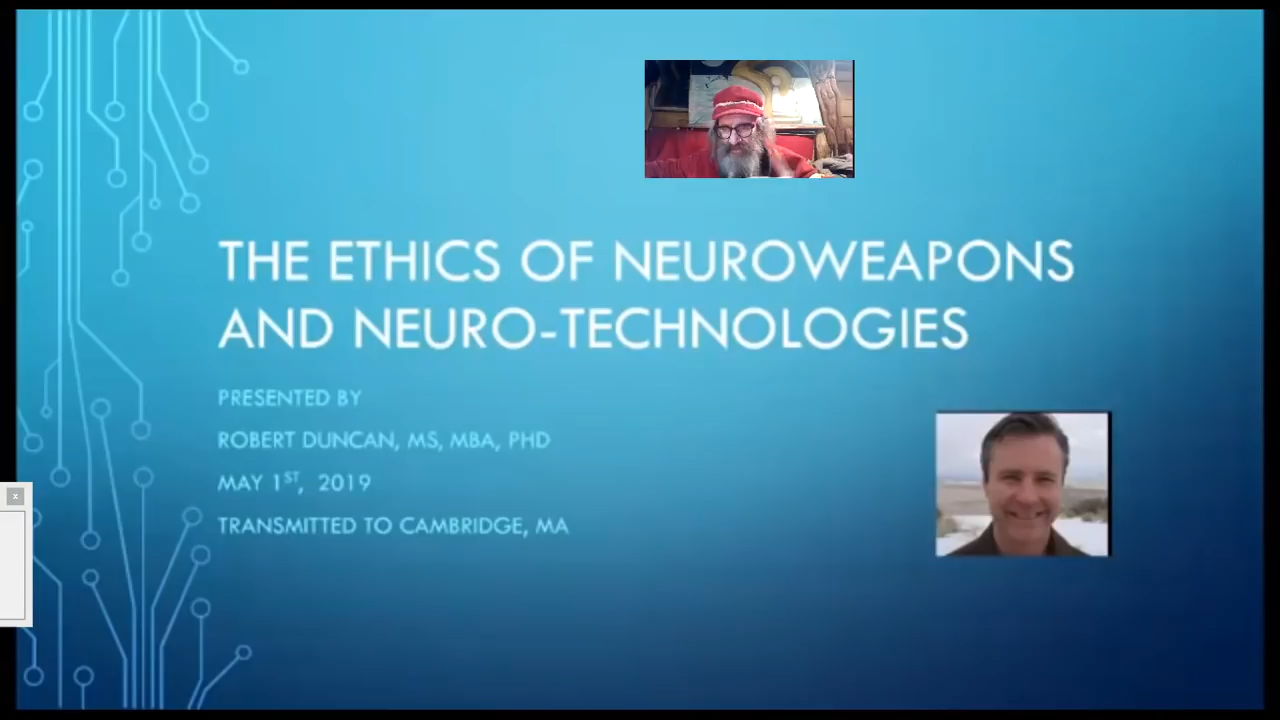 THE ETHICS OF NEUROWEAPONS
AND NEURO-TECHNOLOGIES
PRESENTED BY
ROBERT DUNCAN, MS, MBA, PHD
MAY 1ST, 2019
TRANSMITTED TO CAMBRIDGE, MA
x